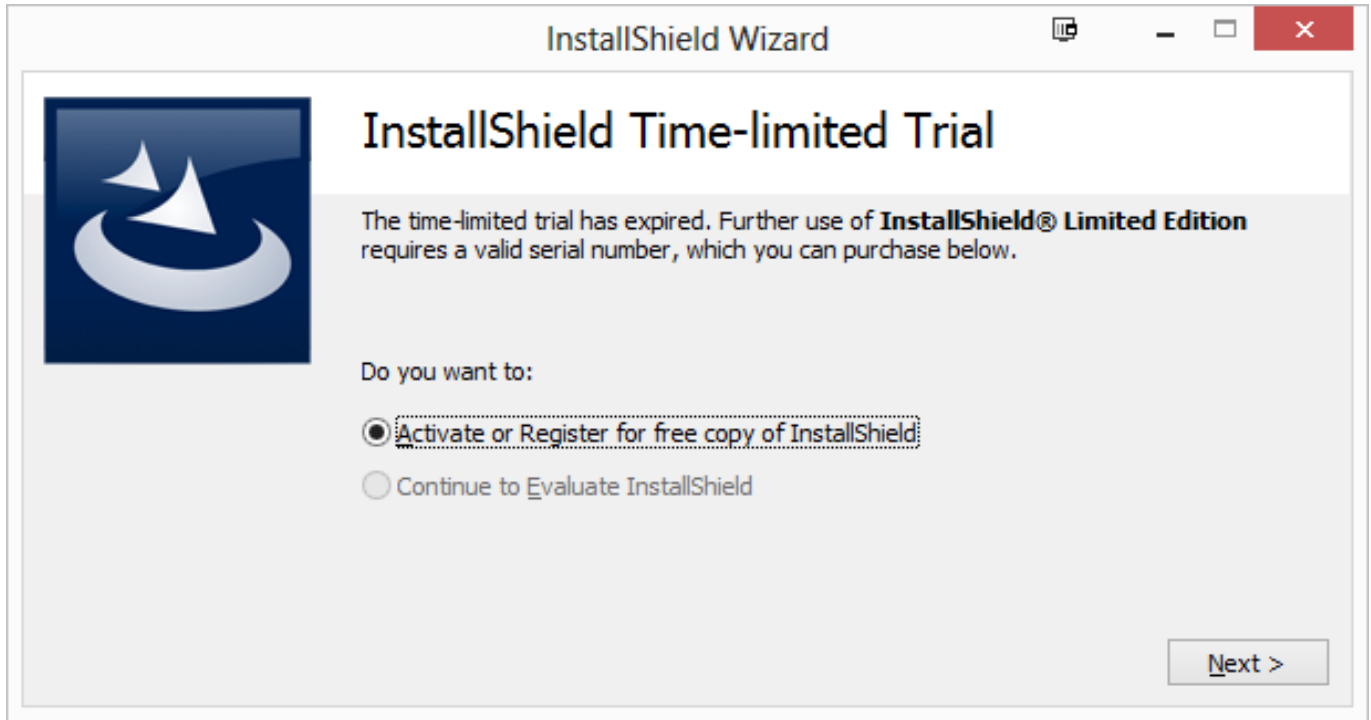 InstallShield Wizard
InstallShield Time-limited Trial
The time-limited trial has expired. Further use of InstallShield® Limited Edition
requires a valid serial number, which you can purchase below.
Do you want to:
Activate or Register for free copy of InstallShield
Continue to Evaluate InstallShield
Next >